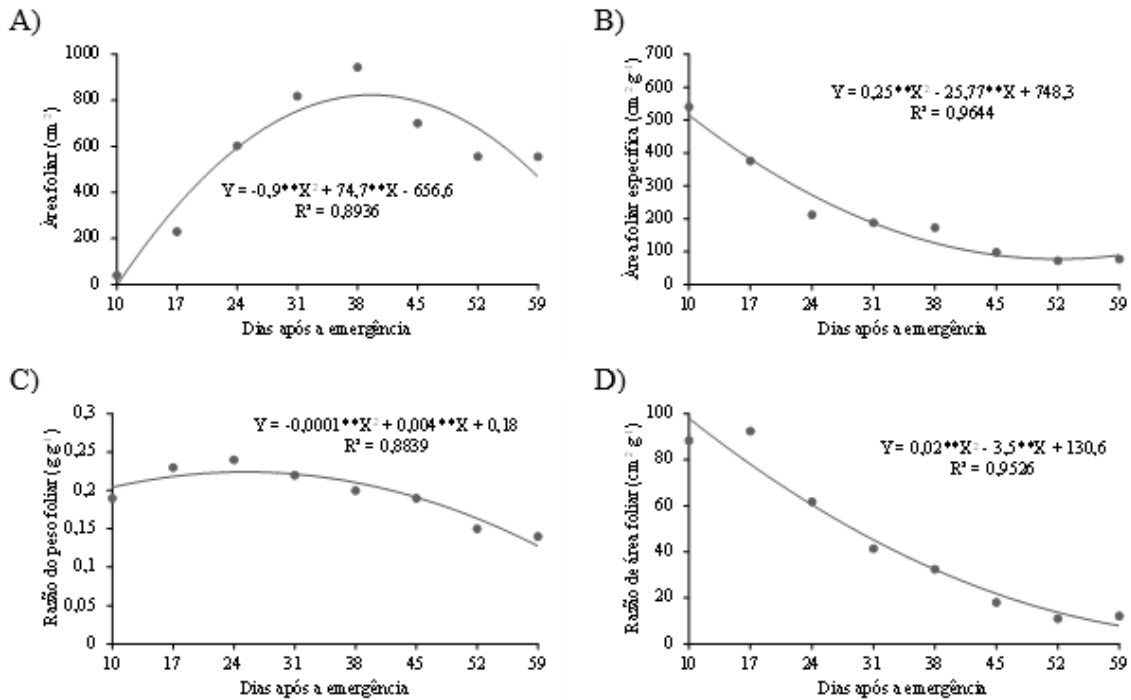 A)
Área foliar (cm²)
1000
800
600
400
200
0
Y = -0,9**X² + 74,7**X - 656,6
R² = 0,8936
10 17 24 31 38 45 52 59
Dias após a emergência
B)
Área foliar específica (cm² g⁻¹)
700
600
500
400
300
200
100
0
Y = 0,25**X² - 25,77**X + 748,3
R² = 0,9644
10 17 24 31 38 45 52 59
Dias após a emergência
C)
Razão do peso foliar (g g⁻¹)
0,3
0,25
0,2
0,15
0,1
0,05
0
Y = -0,0001**X² + 0,004**X + 0,18
R² = 0,8839
10 17 24 31 38 45 52 59
Dias após a emergência
D)
Razão de área foliar (cm² g⁻¹)
100
80
60
40
20
0
Y = 0,02**X² - 3,5**X + 130,6
R² = 0,9526
10 17 24 31 38 45 52 59
Dias após a emergência